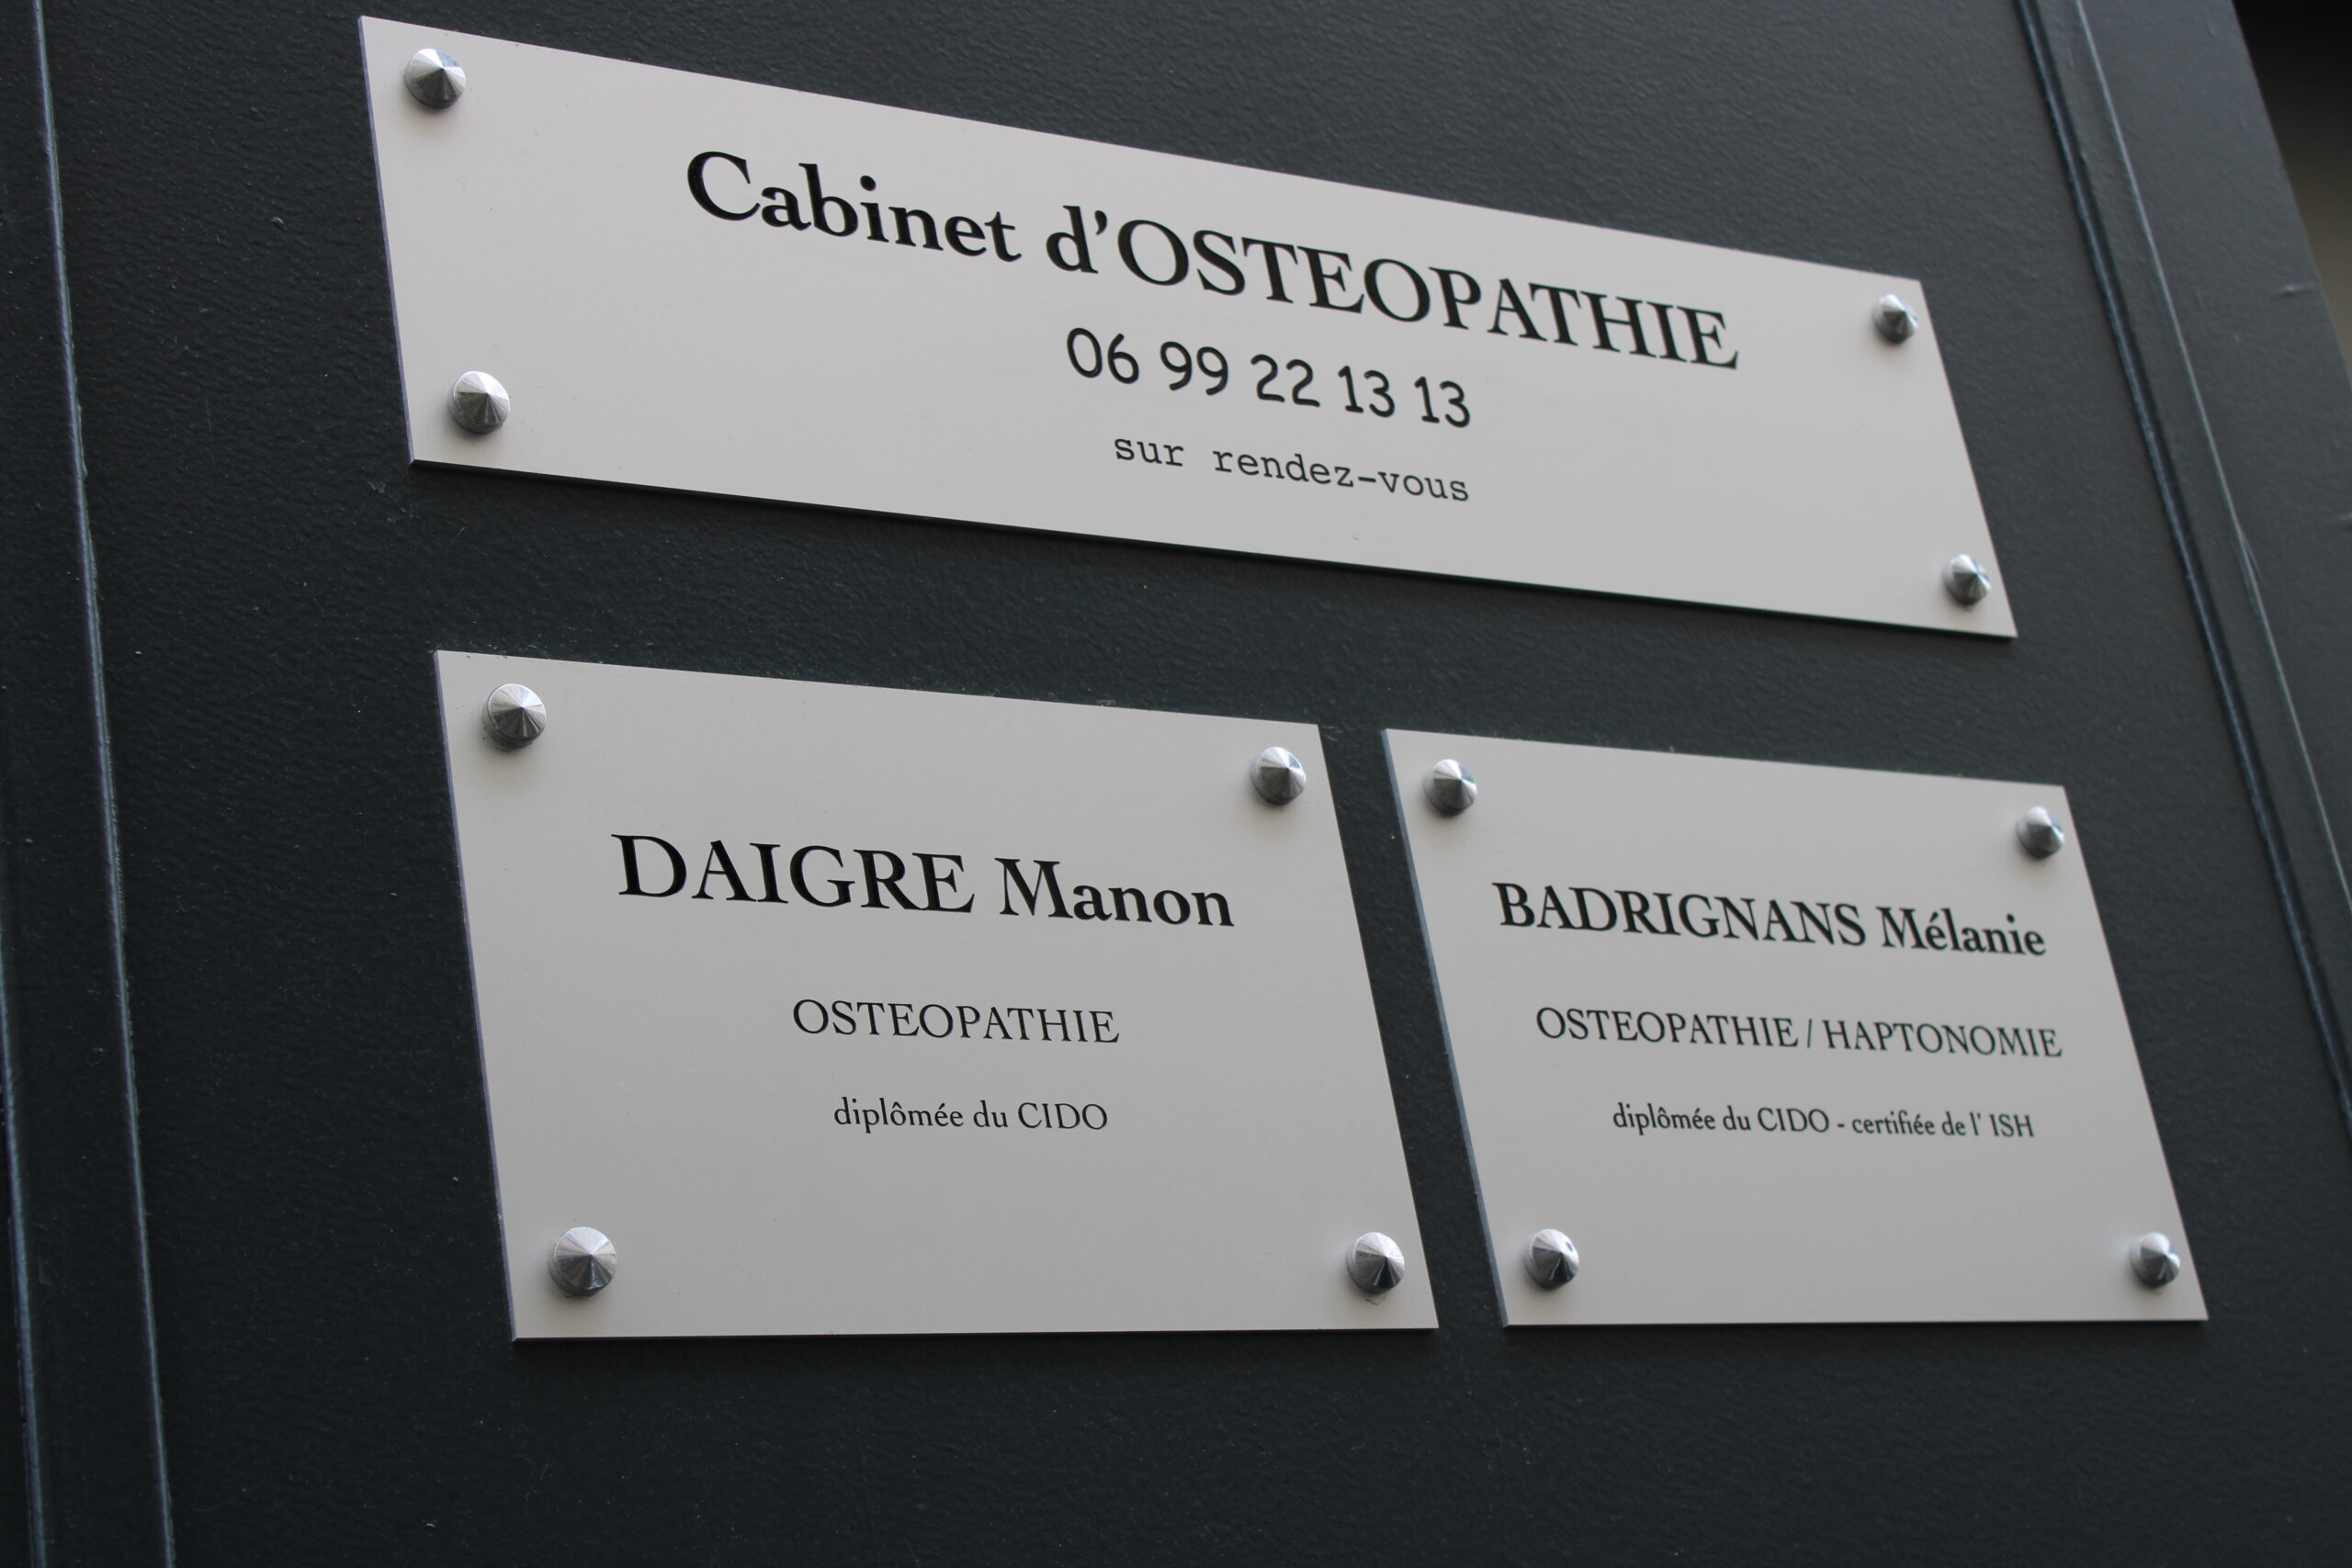 Cabinet d'OSTEOPATHIE
06 99 22 13 13
sur rendez-vous
DAIGRE Manon
OSTEOPATHIE
diplômée du CIDO
BADRIGNANS Mélanie
OSTEOPATHIE / HAPTONOMIE
diplômée du CIDO - certifiée de l' ISH